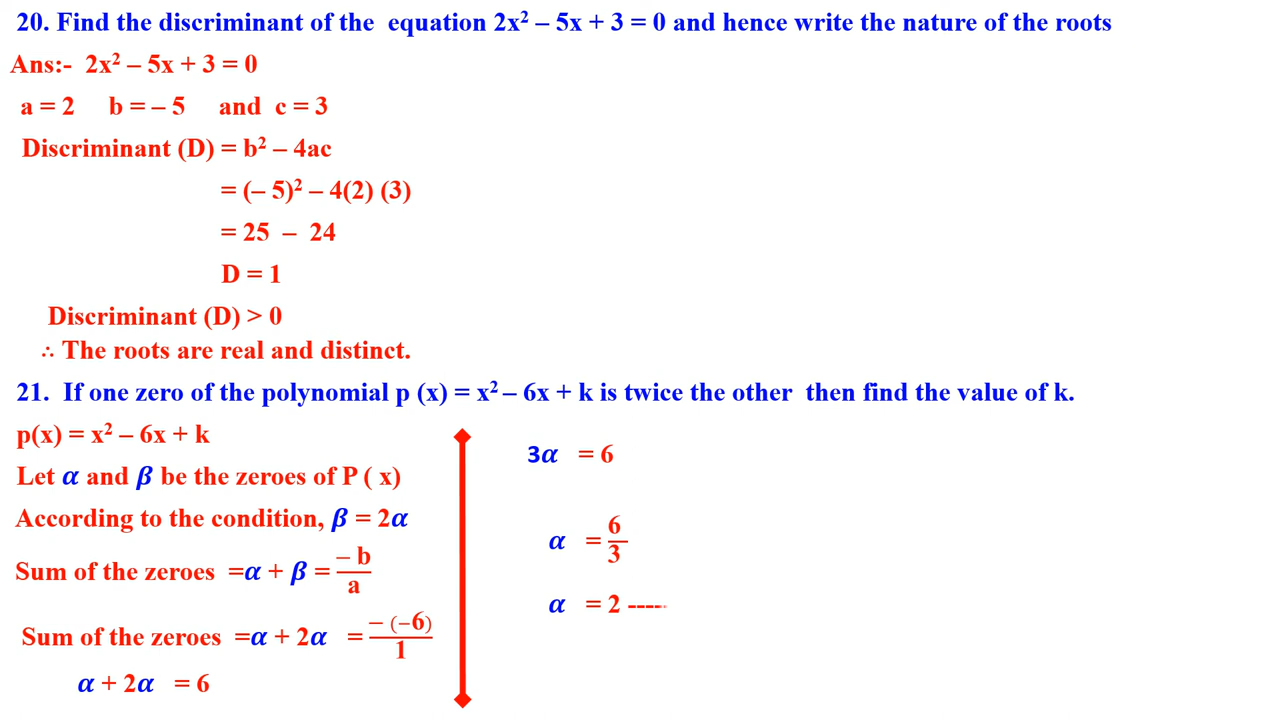 20. Find the discriminant of the equation 2x² – 5x + 3 = 0 and hence write the nature of the roots
Ans:- 2x² – 5x + 3 = 0
a = 2 b = – 5 and c = 3
Discriminant (D) = b² – 4ac
= (– 5)² – 4(2) (3)
= 25 – 24
D = 1
Discriminant (D) > 0
∴ The roots are real and distinct.
21. If one zero of the polynomial p (x) = x² – 6x + k is twice the other then find the value of k.
p(x) = x² – 6x + k
Let α and β be the zeroes of P ( x)
According to the condition, β = 2α
Sum of the zeroes =α + β = – b / a
Sum of the zeroes =α + 2α = – (–6) / 1
α + 2α = 6
3α = 6
α = 6 / 3
α = 2 -----